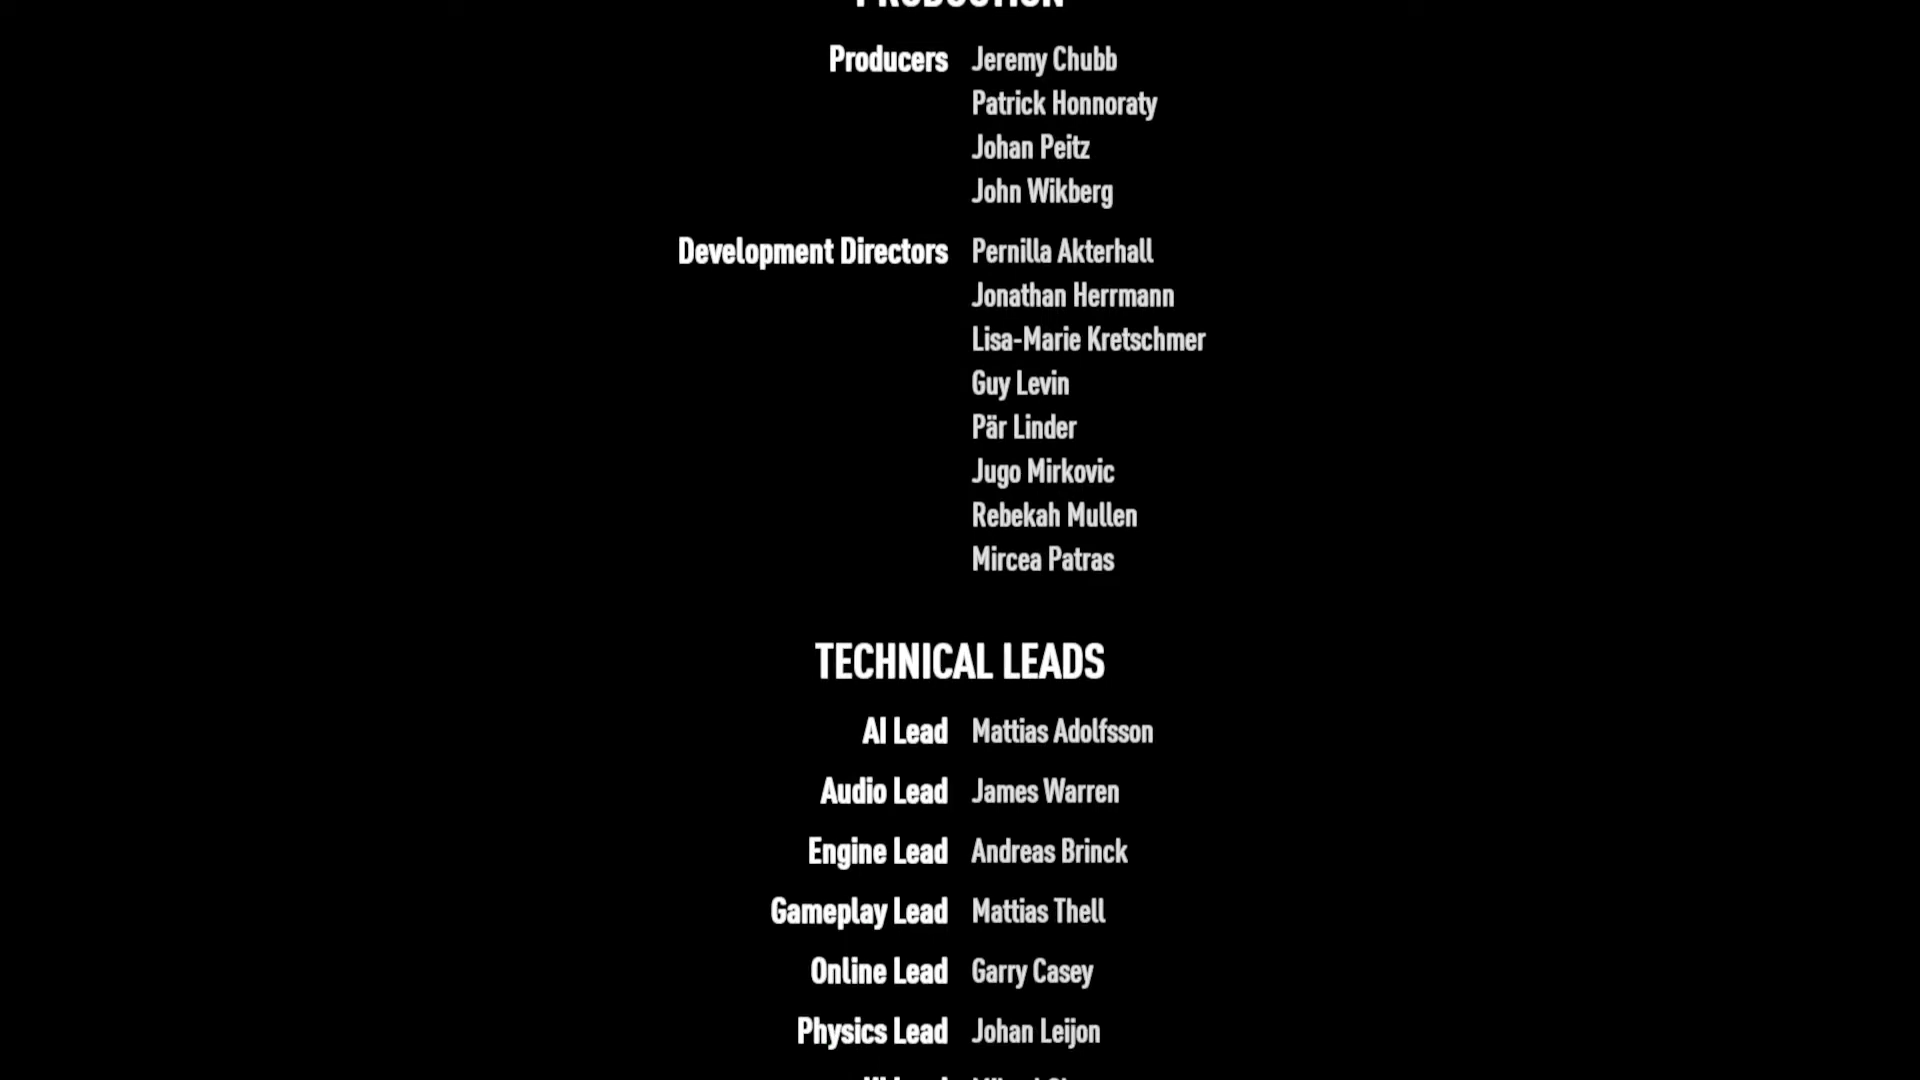 PRODUCTION
Producers Jeremy Chubb
Patrick Honnoraty
Johan Peitz
John Wikberg
Development Directors Pernilla Akterhall
Jonathan Herrmann
Lisa-Marie Kretschmer
Guy Levin
Pär Linder
Jugo Mirkovic
Rebekah Mullen
Mircea Patras
TECHNICAL LEADS
AI Lead Mattias Adolfsson
Audio Lead James Warren
Engine Lead Andreas Brinck
Gameplay Lead Mattias Thell
Online Lead Garry Casey
Physics Lead Johan Leijon